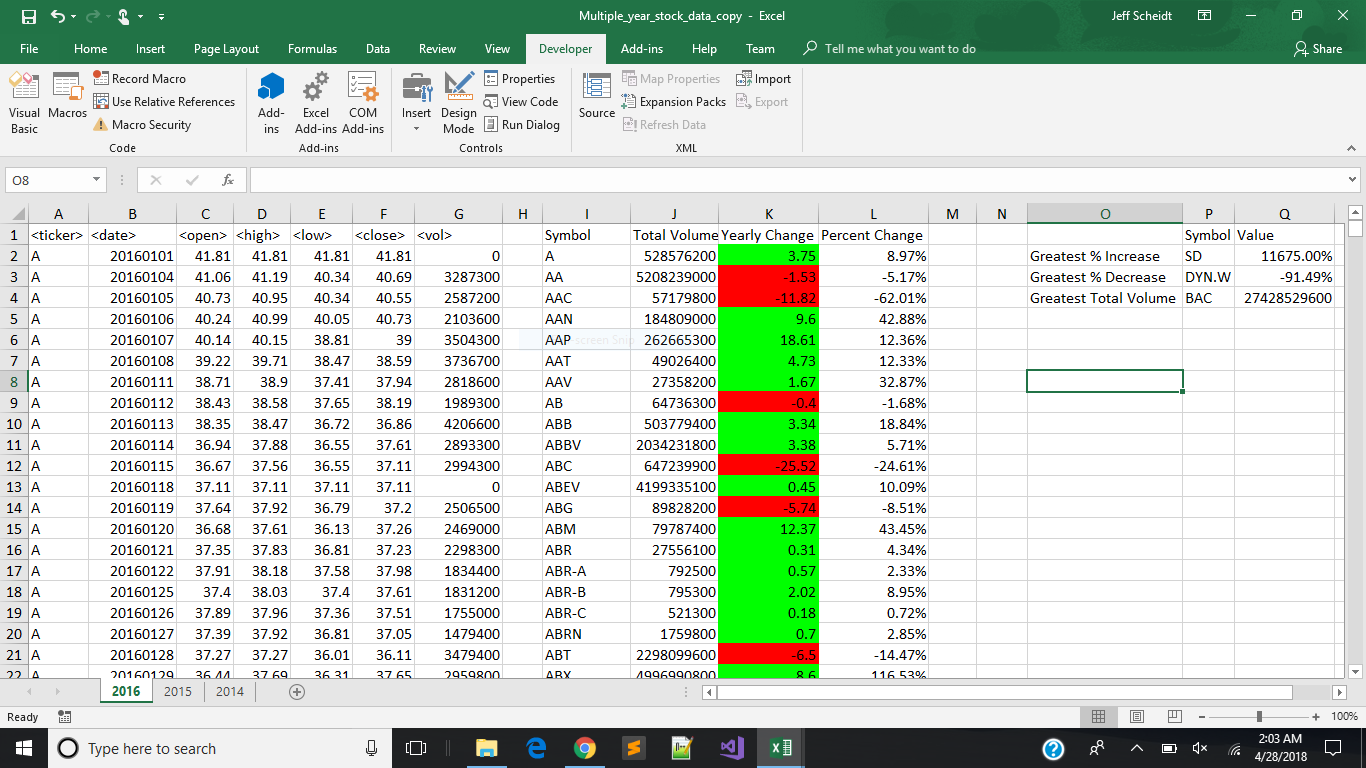 Multiple_year_stock_data_copy - Excel
Jeff Scheidt
File Home Insert Page Layout Formulas Data Review View Developer Add-ins Help Team Tell me what you want to do Share
Visual Basic
Macros
Record Macro
Use Relative References
Macro Security
Code
Add-ins
Excel Add-ins
COM Add-ins
Add-ins
Insert
Design Mode
Properties
View Code
Run Dialog
Controls
Source
Map Properties
Expansion Packs
Refresh Data
Import
Export
XML
O8 fx
A B C D E F G H I J K L M N O P Q
1 <ticker> <date> <open> <high> <low> <close> <vol> Symbol Total Volume Yearly Change Percent Change Symbol Value
2 A 20160101 41.81 41.81 41.81 41.81 0 A 528576200 3.75 8.97% Greatest % Increase SD 11675.00%
3 A 20160104 41.06 41.19 40.34 40.69 3287300 AA 5208239000 -1.53 -5.17% Greatest % Decrease DYN.W -91.49%
4 A 20160105 40.73 40.95 40.34 40.55 2587200 AAC 57179800 -11.82 -62.01% Greatest Total Volume BAC 27428529600
5 A 20160106 40.24 40.99 40.05 40.73 2103600 AAN 184809000 9.6 42.88%
6 A 20160107 40.14 40.15 38.81 39 3504300 AAP 262665300 18.61 12.36%
7 A 20160108 39.22 39.71 38.47 38.59 3736700 AAT 49026400 4.73 12.33%
8 A 20160111 38.71 38.9 37.41 37.94 2818600 AAV 27358200 1.67 32.87%
9 A 20160112 38.43 38.58 37.65 38.19 1989300 AB 64736300 -0.4 -1.68%
10 A 20160113 38.35 38.47 36.72 36.86 4206600 ABB 503779400 3.34 18.84%
11 A 20160114 36.94 37.88 36.55 37.61 2893300 ABBV 2034231800 3.38 5.71%
12 A 20160115 36.67 37.56 36.55 37.11 2994300 ABC 647239900 -25.52 -24.61%
13 A 20160118 37.11 37.11 37.11 37.11 0 ABEV 4199335100 0.45 10.09%
14 A 20160119 37.64 37.92 36.79 37.2 2506500 ABG 89828200 -5.74 -8.51%
15 A 20160120 36.68 37.61 36.13 37.26 2469000 ABM 79787400 12.37 43.45%
16 A 20160121 37.35 37.83 36.81 37.23 2298300 ABR 27556100 0.31 4.34%
17 A 20160122 37.91 38.18 37.58 37.98 1834400 ABR-A 792500 0.57 2.33%
18 A 20160125 37.4 38.03 37.4 37.61 1831200 ABR-B 795300 2.02 8.95%
19 A 20160126 37.89 37.96 37.36 37.51 1755000 ABR-C 521300 0.18 0.72%
20 A 20160127 37.39 37.92 36.81 37.05 1479400 ABRN 1759800 0.7 2.85%
21 A 20160128 37.27 37.27 36.01 36.11 3479400 ABT 2298099600 -6.5 -14.47%
22 A 20160129 36.44 37.69 36.31 37.65 2959800 ABX 4996990800 8.6 116.53%
2016 2015 2014
Ready 100%
Type here to search
2:03 AM
4/28/2018